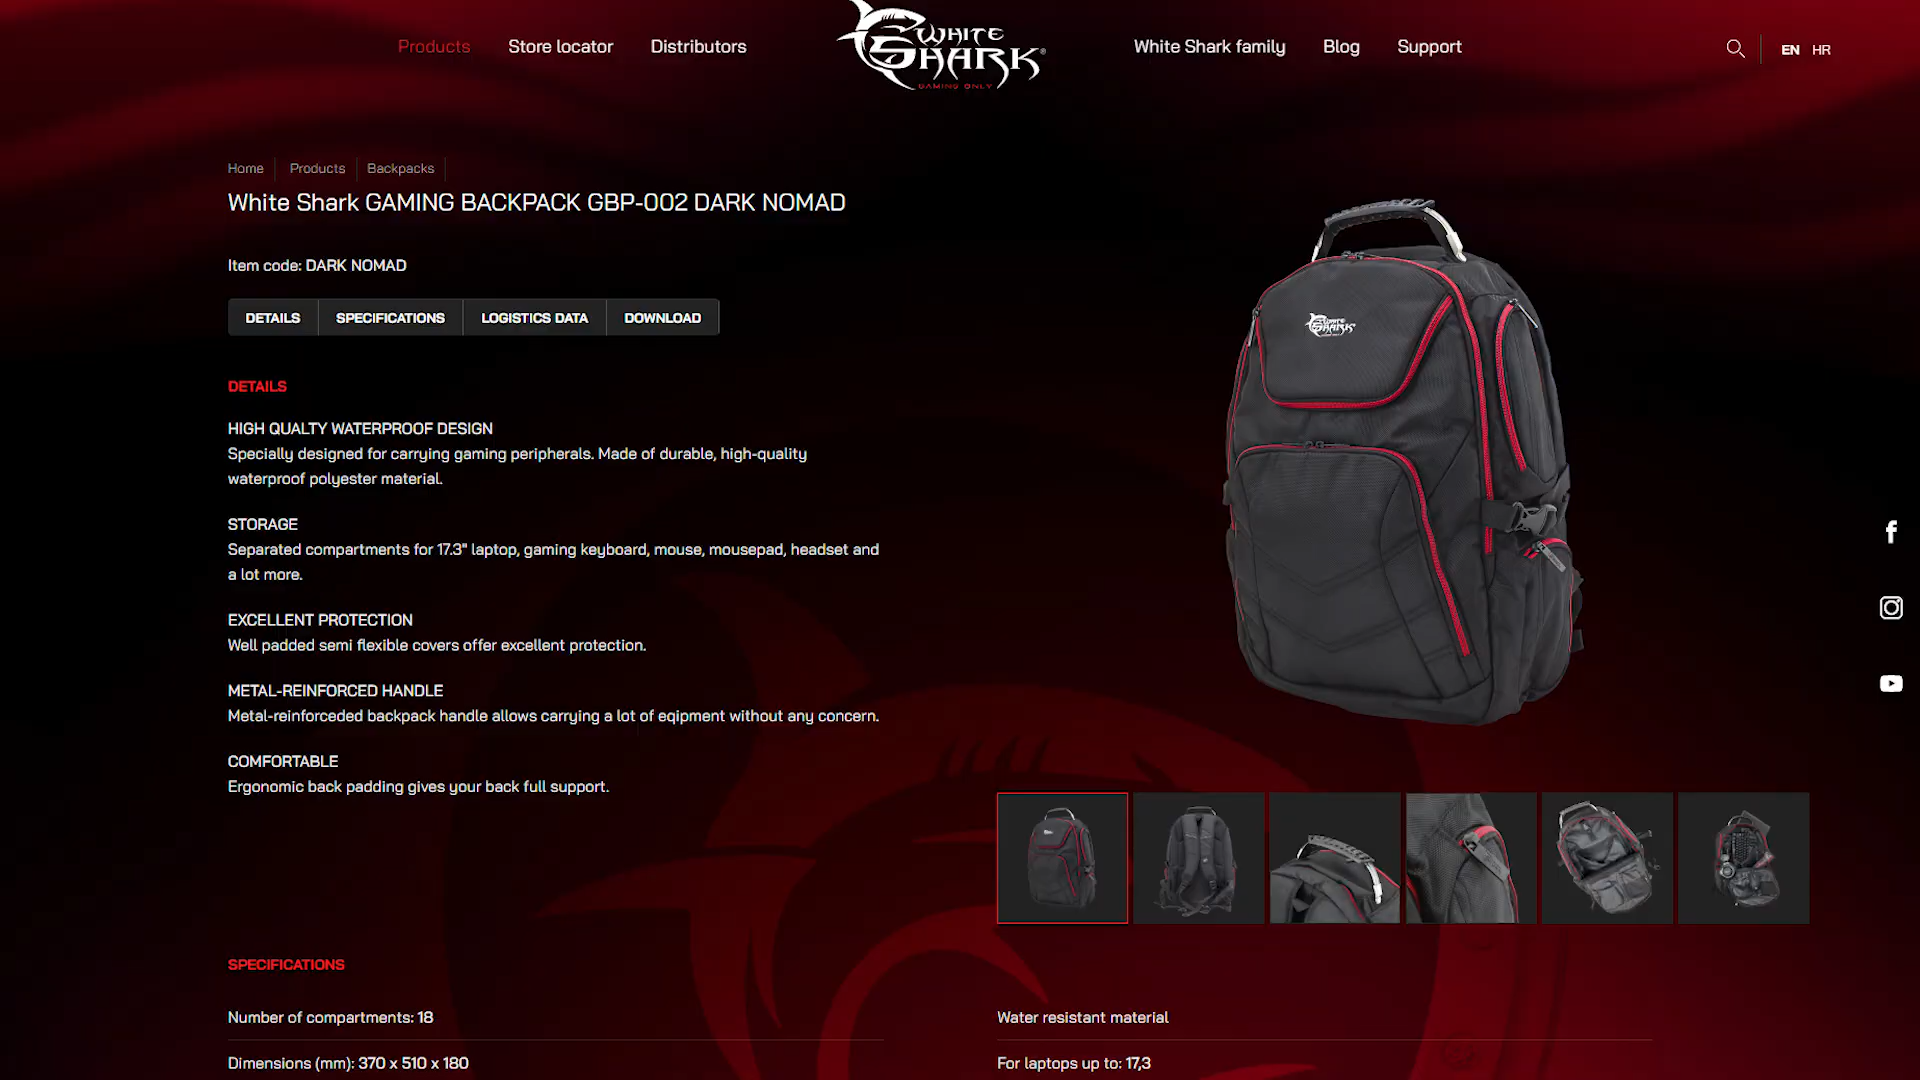 Products
Store locator
Distributors
WHITE
SHARK
GAMING ONLY
White Shark family
Blog
Support
EN
HR
Home
Products
Backpacks
White Shark GAMING BACKPACK GBP-002 DARK NOMAD
Item code: DARK NOMAD
DETAILS
SPECIFICATIONS
LOGISTICS DATA
DOWNLOAD
DETAILS
HIGH QUALTY WATERPROOF DESIGN
Specially designed for carrying gaming peripherals. Made of durable, high-quality
waterproof polyester material.
STORAGE
Separated compartments for 17.3" laptop, gaming keyboard, mouse, mousepad, headset and
a lot more.
EXCELLENT PROTECTION
Well padded semi flexible covers offer excellent protection.
METAL-REINFORCED HANDLE
Metal-reinforceded backpack handle allows carrying a lot of eqipment without any concern.
COMFORTABLE
Ergonomic back padding gives your back full support.
WHITE
SHARK
SPECIFICATIONS
Number of compartments: 18
Water resistant material
Dimensions (mm): 370 x 510 x 180
For laptops up to: 17,3